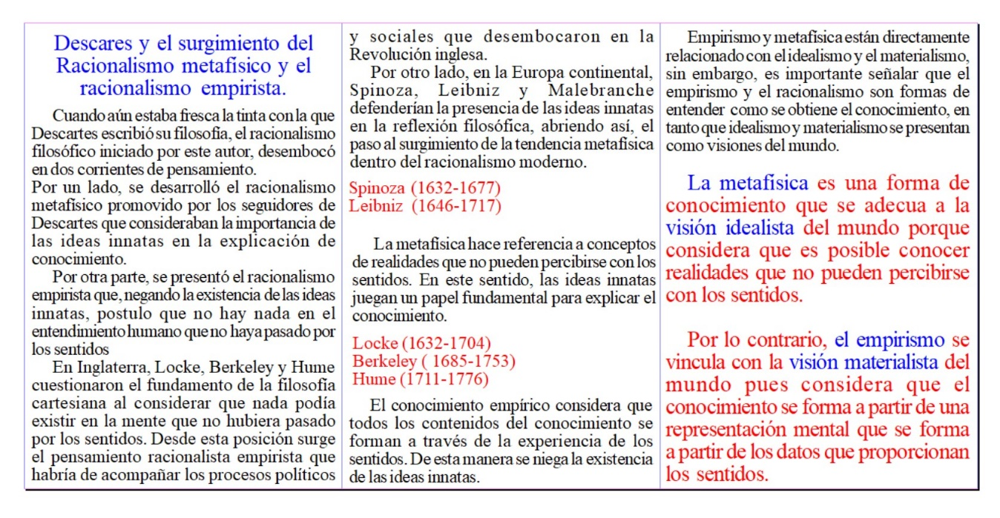 Descares y el surgimiento del
Racionalismo metafísico y el
racionalismo empirista.
Cuando aún estaba fresca la tinta con la que
Descartes escribió su filosofía, el racionalismo
filosófico iniciado por este autor, desembocó
en dos corrientes de pensamiento.
Por un lado, se desarrolló el racionalismo
metafísico promovido por los seguidores de
Descartes que consideraban la importancia de
las ideas innatas en la explicación de
conocimiento.
Por otra parte, se presentó el racionalismo
empirista que, negando la existencia de las ideas
innatas, postulo que no hay nada en el
entendimiento humano que no haya pasado por
los sentidos
En Inglaterra, Locke, Berkeley y Hume
cuestionaron el fundamento de la filosofía
cartesiana al considerar que nada podía
existir en la mente que no hubiera pasado
por los sentidos. Desde esta posición surge
el pensamiento racionalista empirista que
habría de acompañar los procesos políticos
y sociales que desembocaron en la
Revolución inglesa.
Por otro lado, en la Europa continental,
Spinoza, Leibniz y Malebranche
defenderían la presencia de las ideas innatas
en la reflexión filosófica, abriendo así, el
paso al surgimiento de la tendencia metafísica
dentro del racionalismo moderno.
Spinoza (1632-1677)
Leibniz (1646-1717)
La metafísica hace referencia a conceptos
de realidades que no pueden percibirse con los
sentidos. En este sentido, las ideas innatas
juegan un papel fundamental para explicar el
conocimiento.
Locke (1632-1704)
Berkeley ( 1685-1753)
Hume (1711-1776)
El conocimiento empírico considera que
todos los contenidos del conocimiento se
forman a través de la experiencia de los
sentidos. De esta manera se niega la existencia
de las ideas innatas.
Empirismo y metafísica están directamente
relacionado con el idealismo y el materialismo,
sin embargo, es importante señalar que el
empirismo y el racionalismo son formas de
entender como se obtiene el conocimiento, en
tanto que idealismo y materialismo se presentan
como visiones del mundo.
La metafísica es una forma de
conocimiento que se adecua a la
visión idealista del mundo porque
considera que es posible conocer
realidades que no pueden percibirse
con los sentidos.
Por lo contrario, el empirismo se
vincula con la visión materialista del
mundo pues considera que el
conocimiento se forma a partir de una
representación mental que se forma
a partir de los datos que proporcionan
los sentidos.